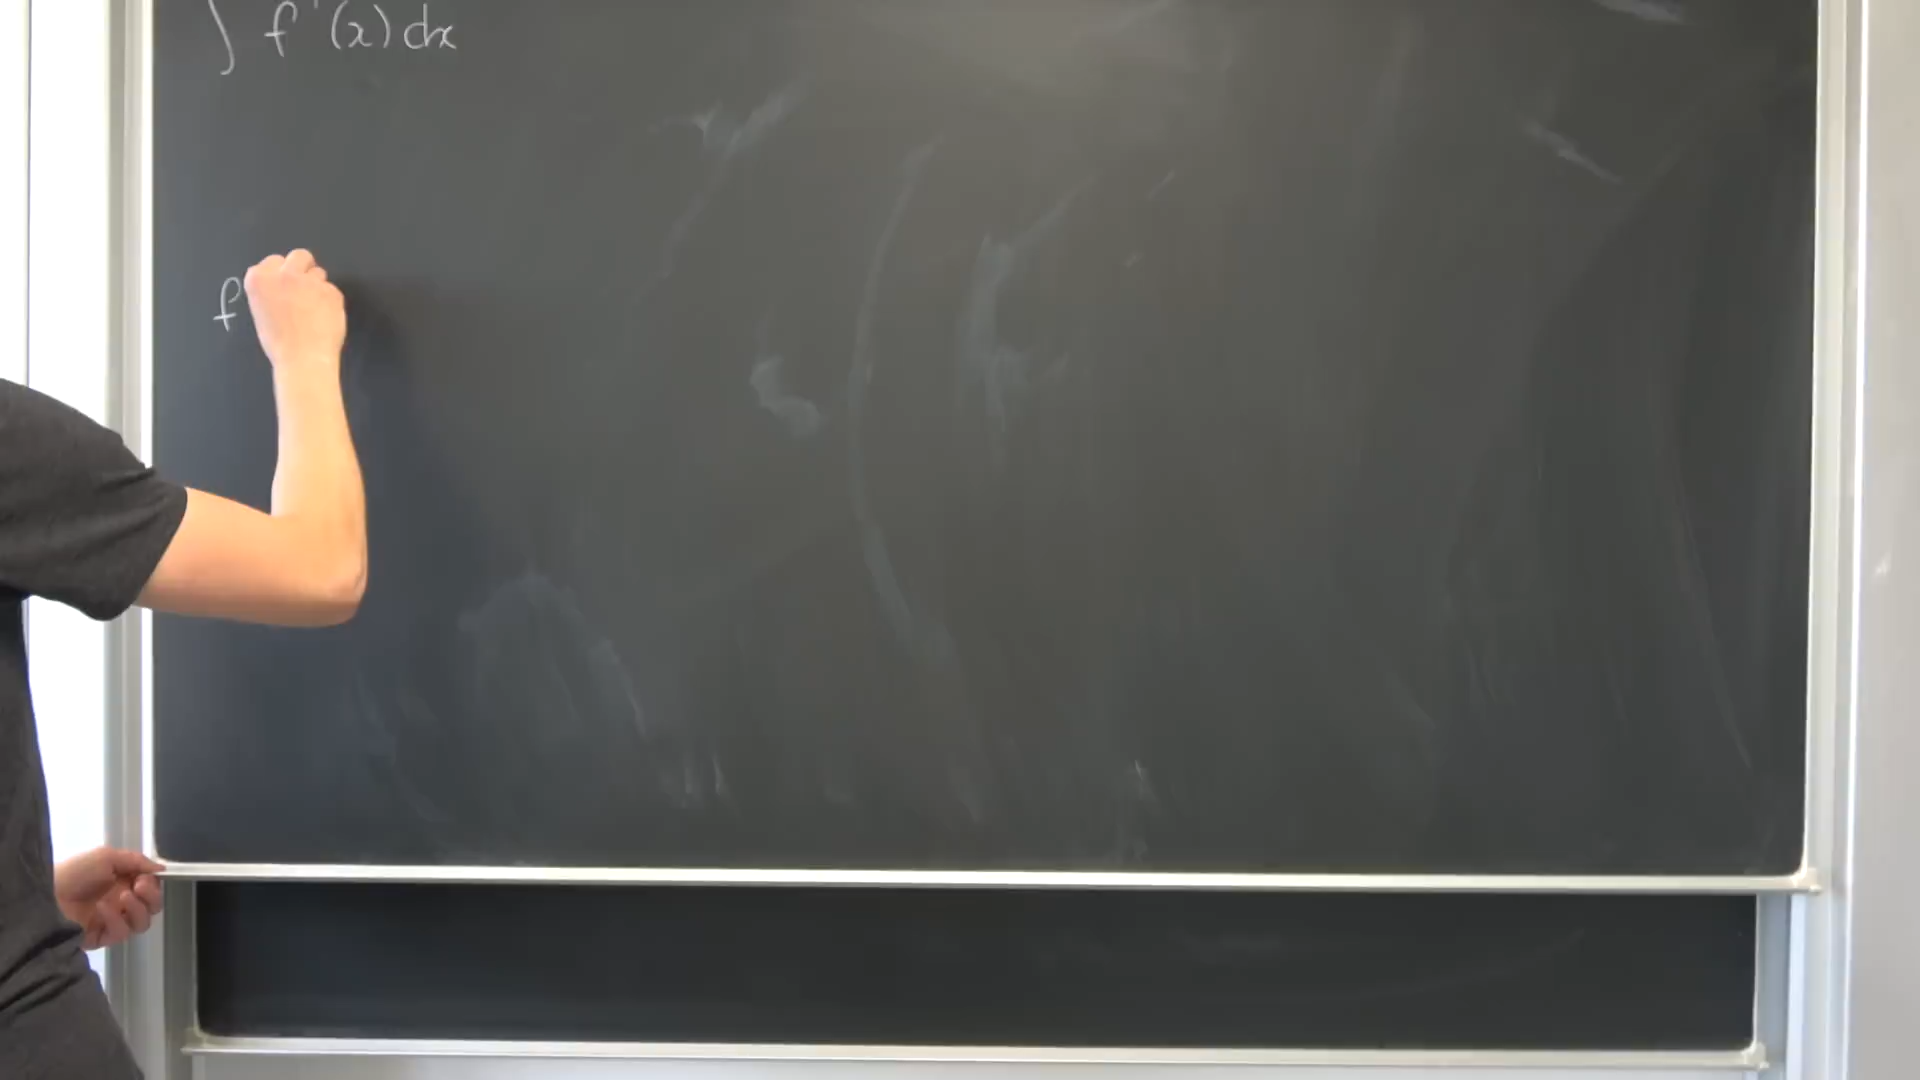 ∫ f'(x) dx
f